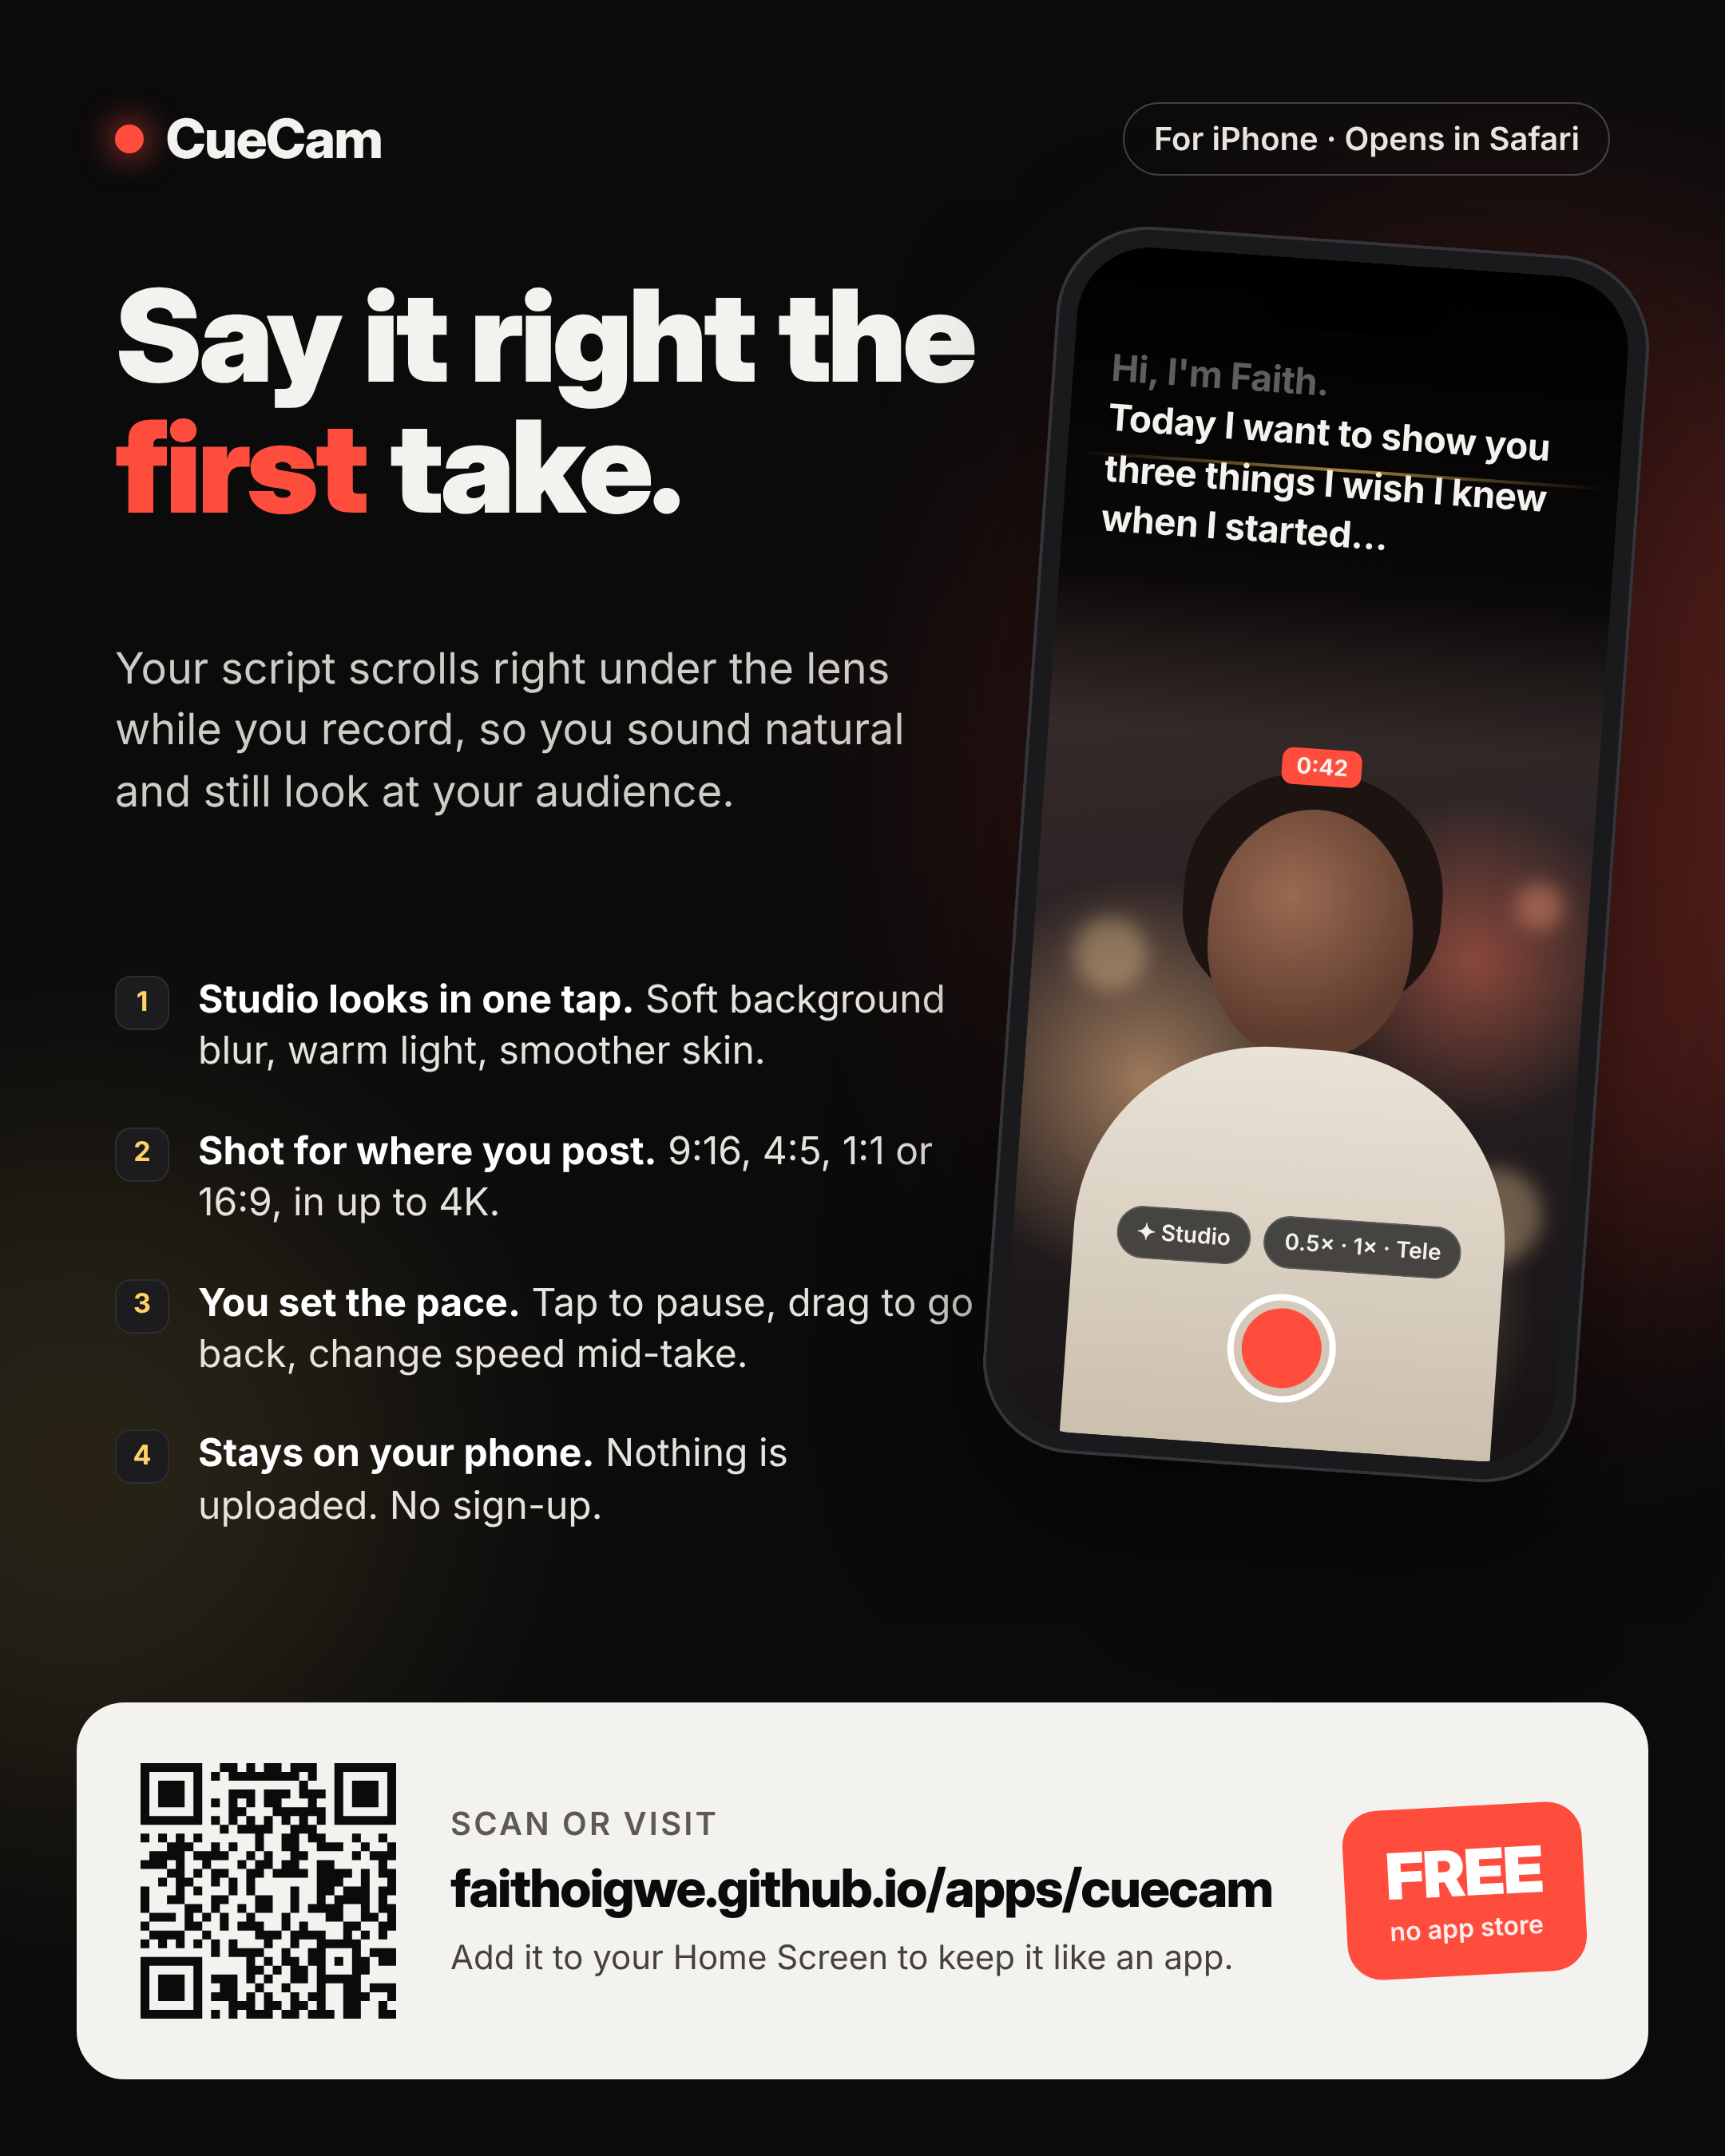 CueCam
For iPhone · Opens in Safari
Say it right the
first take.
Your script scrolls right under the lens
while you record, so you sound natural
and still look at your audience.
1
Studio looks in one tap. Soft background
blur, warm light, smoother skin.
2
Shot for where you post. 9:16, 4:5, 1:1 or
16:9, in up to 4K.
3
You set the pace. Tap to pause, drag to go
back, change speed mid-take.
4
Stays on your phone. Nothing is
uploaded. No sign-up.
Hi, I'm Faith.
Today I want to show you
three things I wish I knew
when I started...
0:42
✦ Studio
0.5× · 1× · Tele
SCAN OR VISIT
faithoigwe.github.io/apps/cuecam
Add it to your Home Screen to keep it like an app.
FREE
no app store